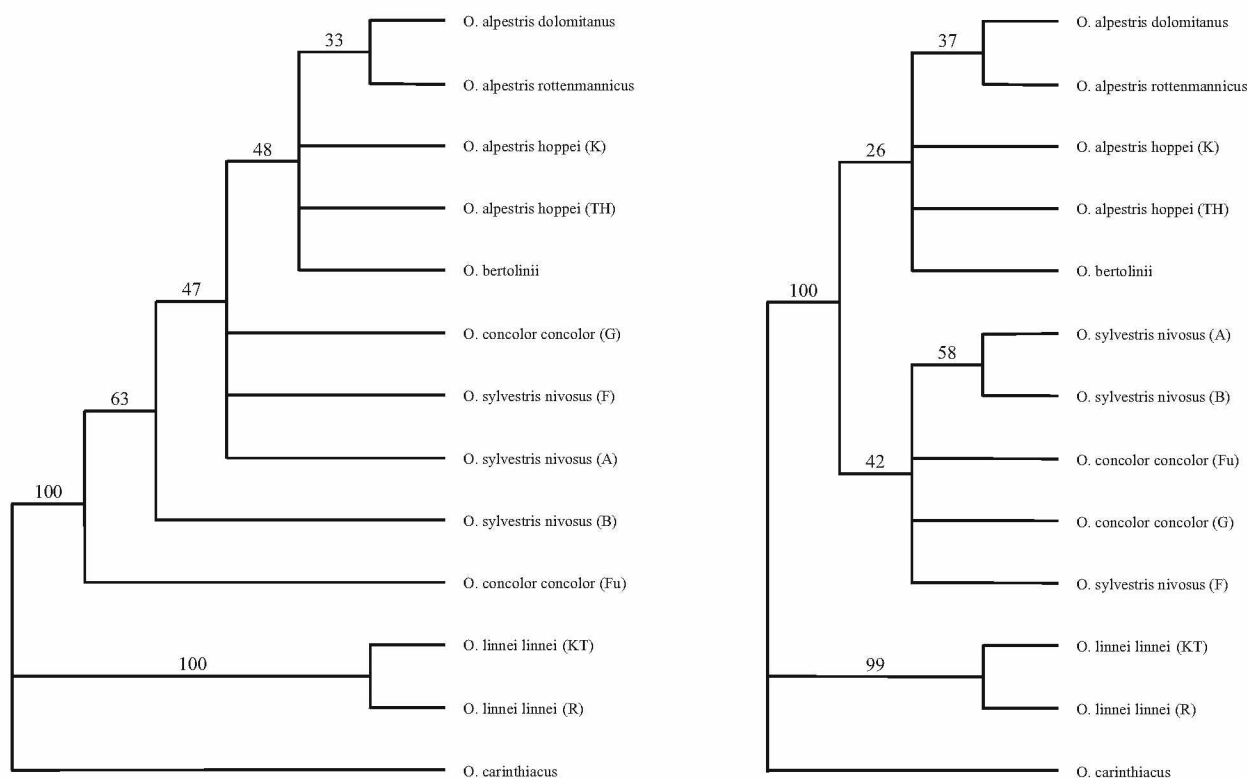 O. alpestris dolomitanus
33
O. alpestris rottenmannicus
O. alpestris hoppei (K)
48
O. alpestris hoppei (TH)
O. bertolinii
47
O. concolor concolor (G)
O. sylvestris nivosus (F)
63
O. sylvestris nivosus (A)
100
O. sylvestris nivosus (B)
O. concolor concolor (Fu)
O. linnei linnei (KT)
100
O. linnei linnei (R)
O. carinthiacus
O. alpestris dolomitanus
37
O. alpestris rottenmannicus
O. alpestris hoppei (K)
26
O. alpestris hoppei (TH)
O. bertolinii
100
O. sylvestris nivosus (A)
58
O. sylvestris nivosus (B)
O. concolor concolor (Fu)
42
O. concolor concolor (G)
O. sylvestris nivosus (F)
O. linnei linnei (KT)
99
O. linnei linnei (R)
O. carinthiacus